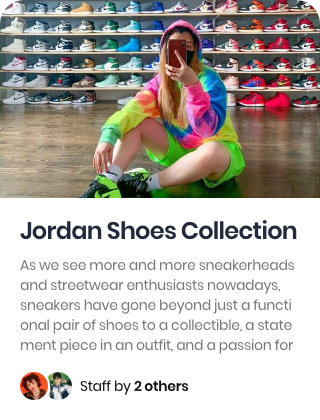 Jordan Shoes Collection
As we see more and more sneakerheads
and streetwear enthusiasts nowadays,
sneakers have gone beyond just a functi
onal pair of shoes to a collectible, a state
ment piece in an outfit, and a passion for
Staff by 2 others